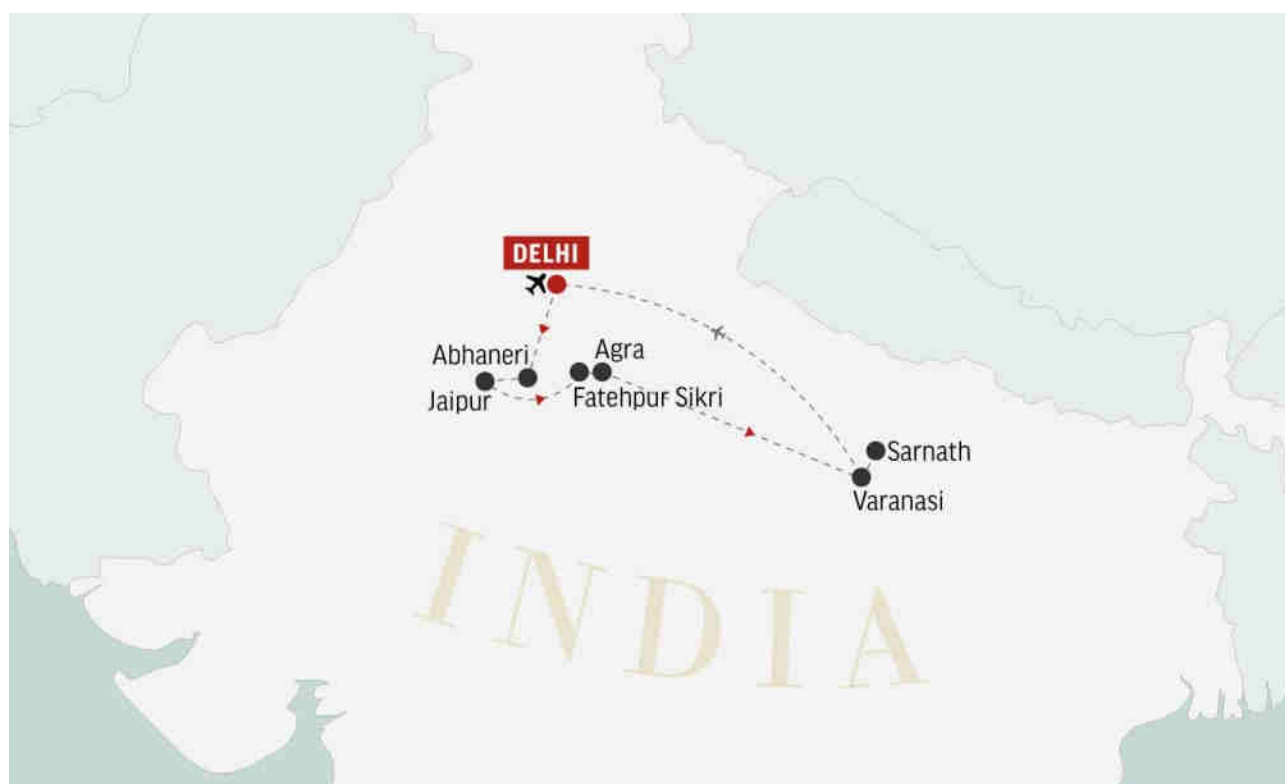 DELHI
Abhaneri
Agra
Jaipur
Fatehpur Sikri
Sarnath
Varanasi
INDIA